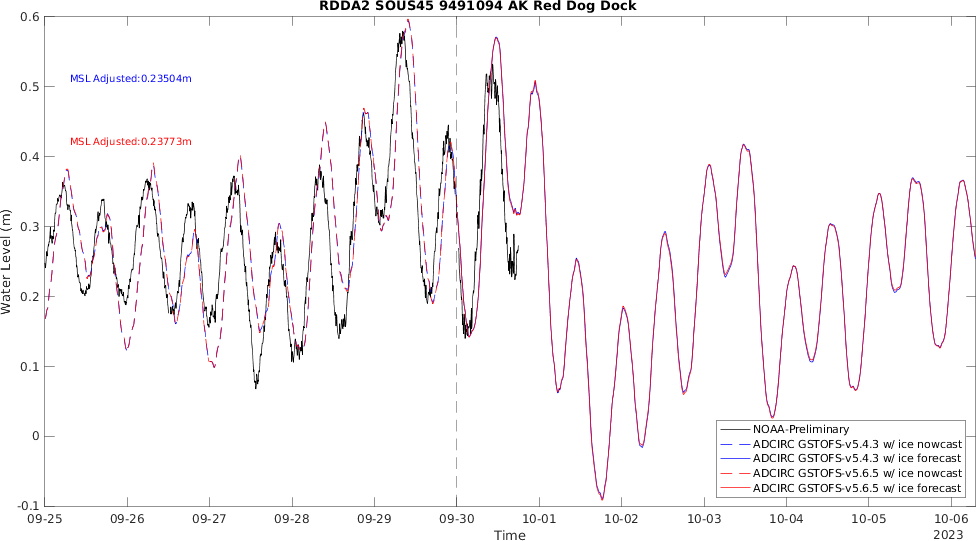 RDDA2 SOUS45 9491094 AK Red Dog Dock
0.6
0.5
0.4
0.3
0.2
0.1
0
-0.1
Water Level (m)
MSL Adjusted:0.23504m
MSL Adjusted:0.23773m
NOAA-Preliminary
ADCIRC GSTOFS-v5.4.3 w/ ice nowcast
ADCIRC GSTOFS-v5.4.3 w/ ice forecast
ADCIRC GSTOFS-v5.6.5 w/ ice nowcast
ADCIRC GSTOFS-v5.6.5 w/ ice forecast
09-25 09-26 09-27 09-28 09-29 09-30 10-01 10-02 10-03 10-04 10-05 10-06
Time
2023